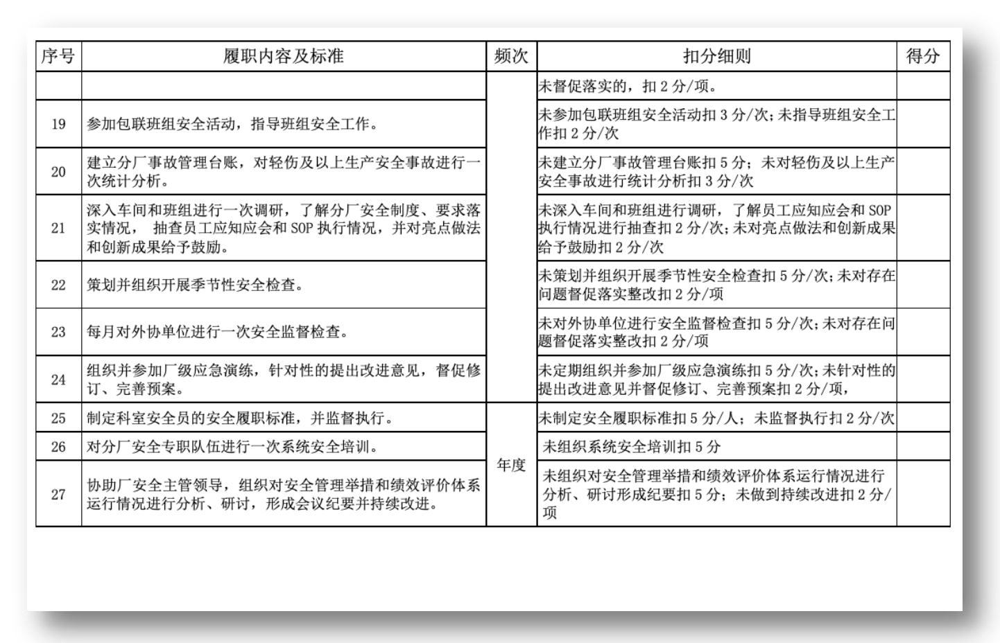 序号 履职内容及标准 频次 扣分细则 得分
未督促落实的，扣 2 分/项。
19 参加包联班组安全活动，指导班组安全工作。
未参加包联班组安全活动扣 3 分/次；未指导班组安全工
作扣 2 分/次
20 建立分厂事故管理台账，对轻伤及以上生产安全事故进行一
次统计分析。
未建立分厂事故管理台账扣 5 分；未对轻伤及以上生产
安全事故进行统计分析扣 3 分/次
21 深入车间和班组进行一次调研，了解分厂安全制度、要求落
实情况， 抽查员工应知应会和 SOP 执行情况，并对亮点做法
和创新成果给予鼓励。
未深入车间和班组进行调研，了解员工应知应会和 SOP
执行情况进行抽查扣 2 分/次；未对亮点做法和创新成果
给予鼓励扣 2 分/次
22 策划并组织开展季节性安全检查。
未策划并组织开展季节性安全检查扣 5 分/次；未对存在
问题督促落实整改扣 2 分/项
23 每月对外协单位进行一次安全监督检查。
未对外协单位进行安全监督检查扣 5 分/次；未对存在问
题督促落实整改扣 2 分/项
24 组织并参加厂级应急演练，针对性的提出改进意见，督促修
订、完善预案。
未定期组织并参加厂级应急演练扣 5 分/次；未针对性的
提出改进意见并督促修订、完善预案扣 2 分/项，
25 制定科室安全员的安全履职标准，并监督执行。
年度
未制定安全履职标准扣 5 分/人；未监督执行扣 2 分/次
26 对分厂安全专职队伍进行一次系统安全培训。
未组织系统安全培训扣 5 分
27 协助厂安全主管领导，组织对安全管理举措和绩效评价体系
运行情况进行分析、研讨，形成会议纪要并持续改进。
未组织对安全管理举措和绩效评价体系运行情况进行
分析、研讨形成纪要扣 5 分；未做到持续改进扣 2 分/
项